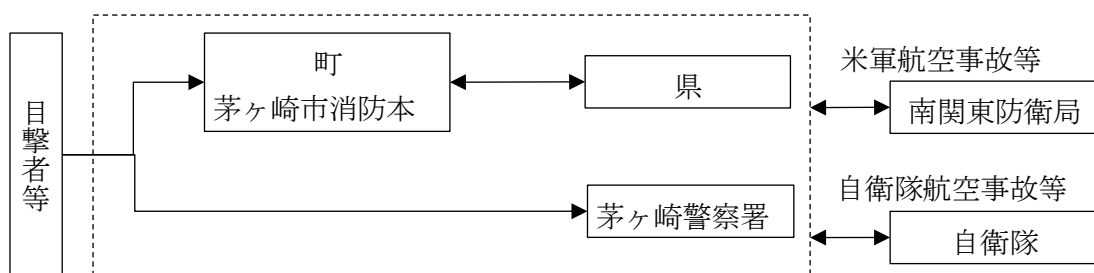 目撃者等
町
茅ヶ崎市消防本
県
茅ヶ崎警察署
米軍航空事故等
南関東防衛局
自衛隊航空事故等
自衛隊